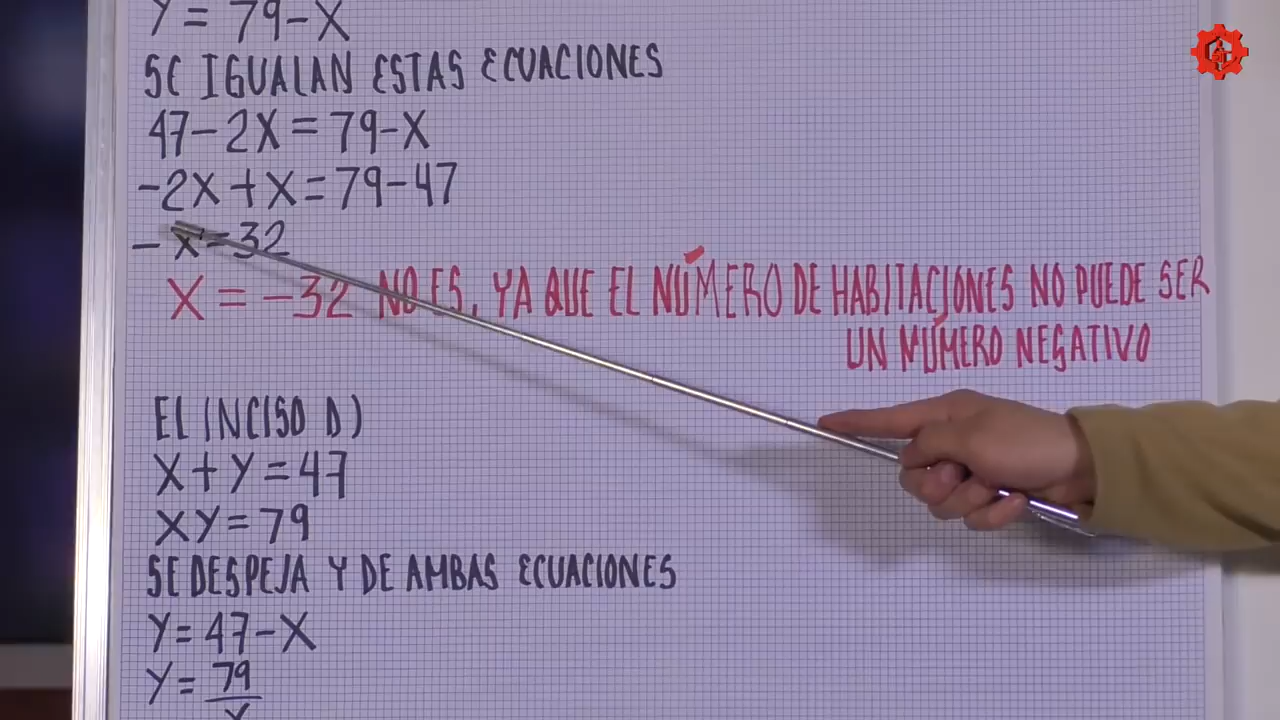 Y = 79-X
SE IGUALAN ESTAS ECUACIONES
47-2X=79-X
-2X+X=79-47
-X=32
X=-32 NO ES, YA QUE EL NÚMERO DE HABITACIONES NO PUEDE SER
UN NÚMERO NEGATIVO
EL INCISO D)
X+Y=47
XY=79
SE DESPEJA Y DE AMBAS ECUACIONES
Y=47-X
Y=79/X